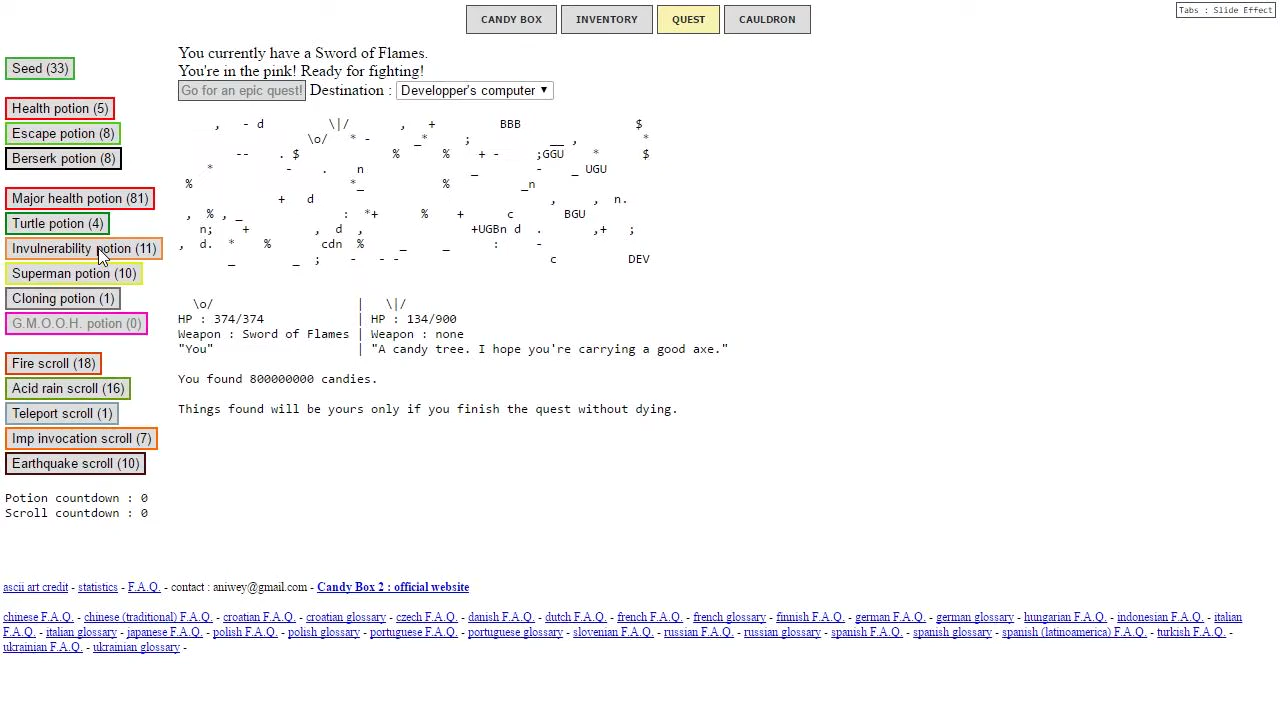 CANDY BOX INVENTORY QUEST CAULDRON
Tabs : Slide Effect
You currently have a Sword of Flames.
You're in the pink! Ready for fighting!
Go for an epic quest! Destination : Developper's computer ▼
Seed (33)
Health potion (5)
Escape potion (8)
Berserk potion (8)
Major health potion (81)
Turtle potion (4)
Invulnerability potion (11)
Superman potion (10)
Cloning potion (1)
G.M.O.O.H. potion (0)
Fire scroll (18)
Acid rain scroll (16)
Teleport scroll (1)
Imp invocation scroll (7)
Earthquake scroll (10)
Potion countdown : 0
Scroll countdown : 0
, - d \|/ , + BBB $
\o/ * - _* ; __ , *
-- . $ % % + - ;GGU * $
* - . n _ - _ UGU
% *_ % _n
+ d , , n.
, % , _ : *+ % + c BGU
n; + , d , +UGBn d . ,+ ;
, d. * % cdn % _ _ : -
_ _ ; - - - c DEV
\o/ | \|/
HP : 374/374 | HP : 134/900
Weapon : Sword of Flames | Weapon : none
"You" | "A candy tree. I hope you're carrying a good axe."
You found 800000000 candies.
Things found will be yours only if you finish the quest without dying.
ascii art credit - statistics - F.A.Q. - contact : aniwey@gmail.com - Candy Box 2 : official website
chinese F.A.Q. - chinese (traditional) F.A.Q. - croatian F.A.Q. - croatian glossary - czech F.A.Q. - danish F.A.Q. - dutch F.A.Q. - french F.A.Q. - french glossary - finnish F.A.Q. - german F.A.Q. - german glossary - hungarian F.A.Q. - indonesian F.A.Q. - italian
F.A.Q. - italian glossary - japanese F.A.Q. - polish F.A.Q. - polish glossary - portuguese F.A.Q. - portuguese glossary - slovenian F.A.Q. - russian F.A.Q. - russian glossary - spanish F.A.Q. - spanish glossary - spanish (latinoamerica) F.A.Q. - turkish F.A.Q. -
ukrainian F.A.Q. - ukrainian glossary -